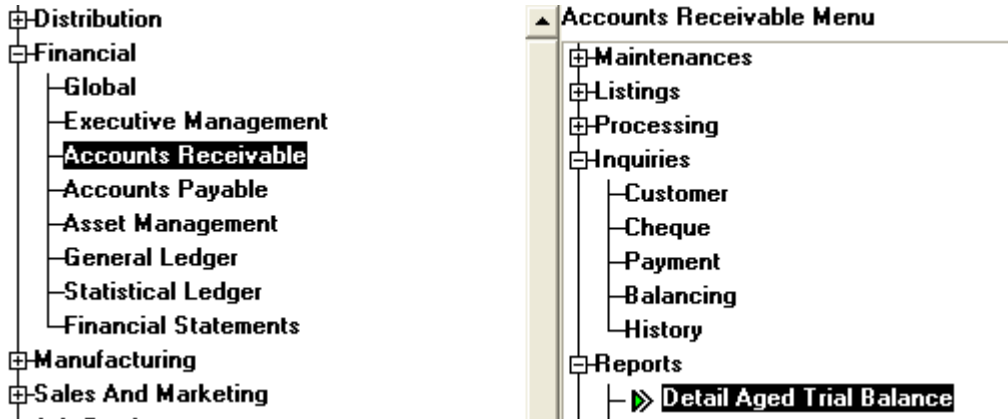 Distribution
Financial
Global
Executive Management
Accounts Receivable
Accounts Payable
Asset Management
General Ledger
Statistical Ledger
Financial Statements
Manufacturing
Sales And Marketing
Accounts Receivable Menu
Maintenances
Listings
Processing
Inquiries
Customer
Cheque
Payment
Balancing
History
Reports
Detail Aged Trial Balance